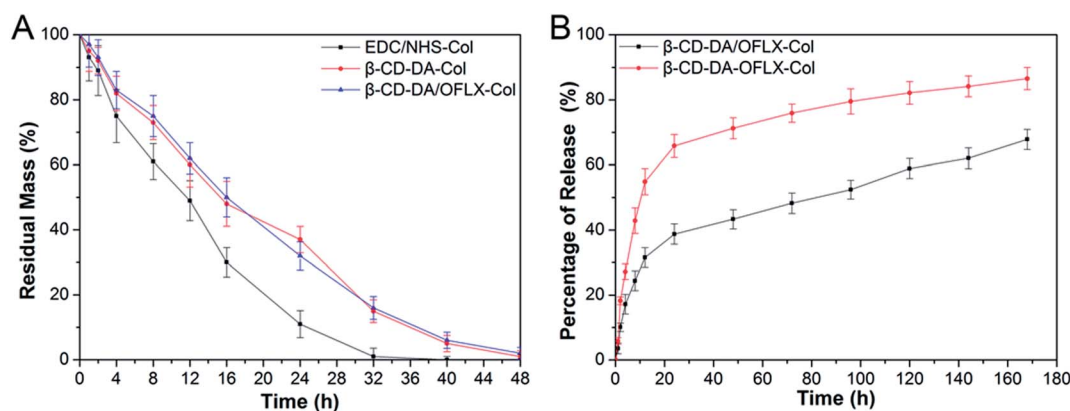 A
EDC/NHS-Col
β-CD-DA-Col
β-CD-DA/OFLX-Col
Residual Mass (%)
100
80
60
40
20
0
0 4 8 12 16 20 24 28 32 36 40 44 48
Time (h)
B
β-CD-DA/OFLX-Col
β-CD-DA-OFLX-Col
Percentage of Release (%)
100
80
60
40
20
0
0 20 40 60 80 100 120 140 160 180
Time (h)